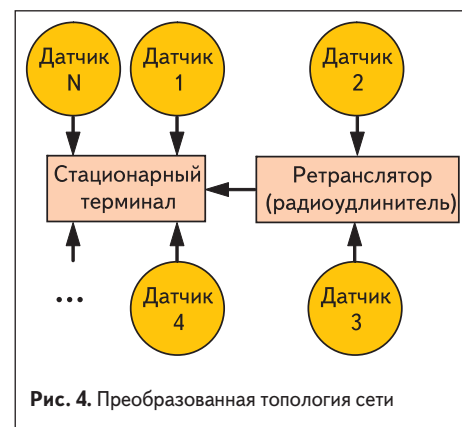 Датчик
N
Датчик
1
Датчик
2
Стационарный
терминал
Ретранслятор
(радиоудлинитель)
...
Датчик
4
Датчик
3
Рис. 4. Преобразованная топология сети